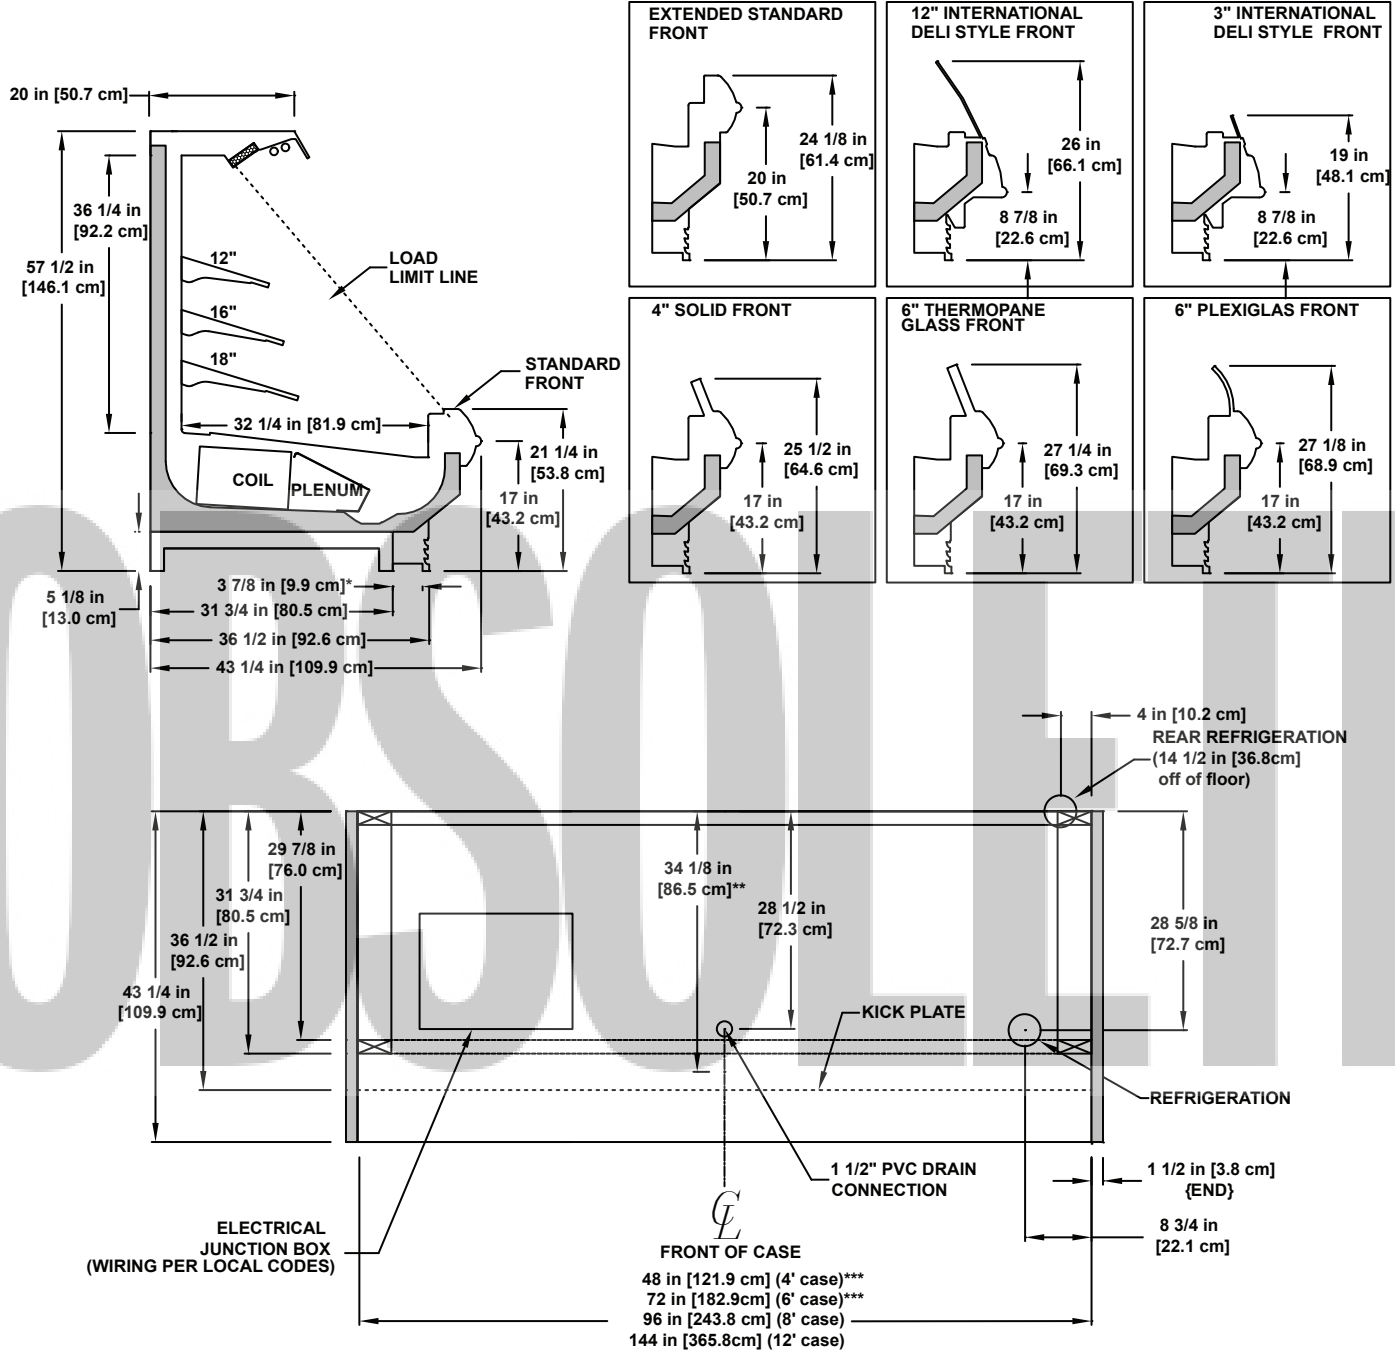 EXTENDED STANDARD
FRONT
24 1/8 in
[61.4 cm]
20 in
[50.7 cm]
12" INTERNATIONAL
DELI STYLE FRONT
26 in
[66.1 cm]
8 7/8 in
[22.6 cm]
3" INTERNATIONAL
DELI STYLE FRONT
19 in
[48.1 cm]
8 7/8 in
[22.6 cm]
20 in [50.7 cm]
36 1/4 in
[92.2 cm]
57 1/2 in
[146.1 cm]
12"
16"
18"
LOAD
LIMIT LINE
STANDARD
FRONT
32 1/4 in [81.9 cm]
21 1/4 in
[53.8 cm]
17 in
[43.2 cm]
COIL
PLENUM
5 1/8 in
[13.0 cm]
3 7/8 in [9.9 cm]*
31 3/4 in [80.5 cm]
36 1/2 in [92.6 cm]
43 1/4 in [109.9 cm]
4" SOLID FRONT
25 1/2 in
[64.6 cm]
17 in
[43.2 cm]
6" THERMOPANE
GLASS FRONT
27 1/4 in
[69.3 cm]
17 in
[43.2 cm]
6" PLEXIGLAS FRONT
27 1/8 in
[68.9 cm]
17 in
[43.2 cm]
4 in [10.2 cm]
REAR REFRIGERATION
(14 1/2 in [36.8cm]
off of floor)
29 7/8 in
[76.0 cm]
31 3/4 in
[80.5 cm]
36 1/2 in
[92.6 cm]
43 1/4 in
[109.9 cm]
34 1/8 in
[86.5 cm]**
28 1/2 in
[72.3 cm]
28 5/8 in
[72.7 cm]
KICK PLATE
REFRIGERATION
1 1/2" PVC DRAIN
CONNECTION
1 1/2 in [3.8 cm]
{END}
8 3/4 in
[22.1 cm]
ELECTRICAL
JUNCTION BOX
(WIRING PER LOCAL CODES)
CL
FRONT OF CASE
48 in [121.9 cm] (4' case)***
72 in [182.9cm] (6' case)***
96 in [243.8 cm] (8' case)
144 in [365.8cm] (12' case)